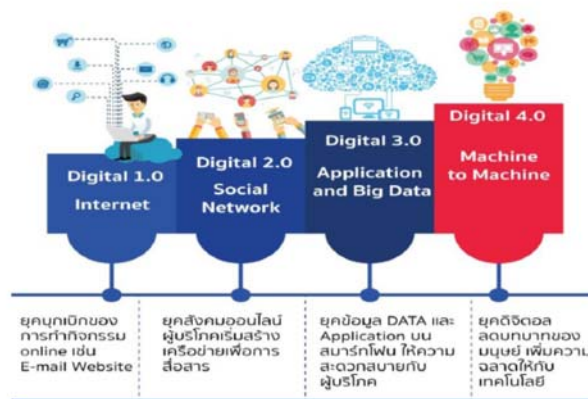 Digital 1.0
Internet
Digital 2.0
Social
Network
Digital 3.0
Application
and Big Data
Digital 4.0
Machine
to Machine
ยุคบุกเบิกของ
การทำกิจกรรม
online เช่น
E-mail Website
ยุคสังคมออนไลน์
ผู้บริโภคเริ่มสร้าง
เครือข่ายเพื่อการ
สื่อสาร
ยุคข้อมูล DATA และ
Application บน
สมาร์ทโฟน ให้ความ
สะดวกสบายกับ
ผู้บริโภค
ยุคดิจิตอล
ลดบทบาทของ
มนุษย์ เพิ่มความ
ฉลาดให้กับ
เทคโนโลยี